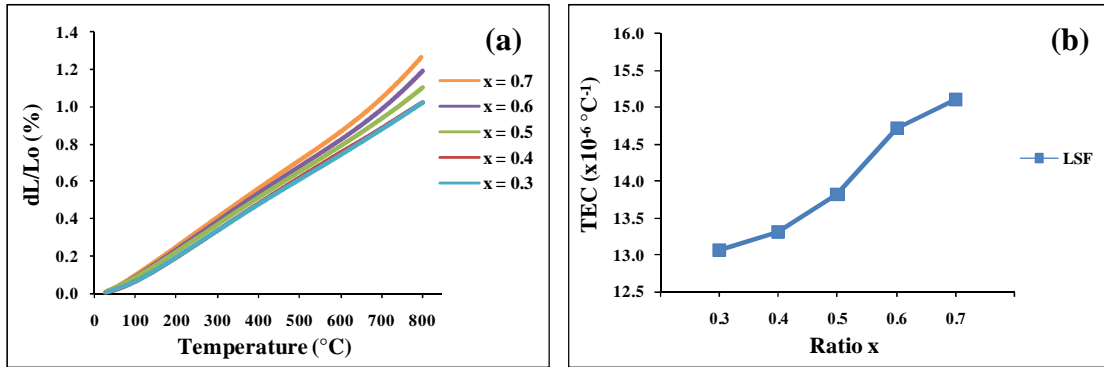 (a)
dL/Lo (%)
1.4
1.2
1.0
0.8
0.6
0.4
0.2
0.0
0 100 200 300 400 500 600 700 800
Temperature (°C)
x = 0.7
x = 0.6
x = 0.5
x = 0.4
x = 0.3
(b)
TEC (x10⁻⁶ °C⁻¹)
16.0
15.5
15.0
14.5
14.0
13.5
13.0
12.5
0.3 0.4 0.5 0.6 0.7
Ratio x
LSF